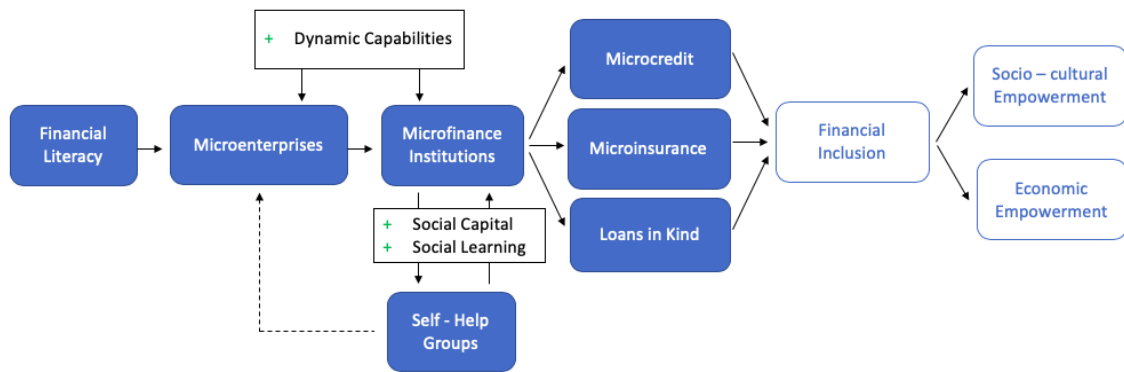 + Dynamic Capabilities
Financial
Literacy
Microenterprises
Microfinance
Institutions
Microcredit
Microinsurance
Loans in Kind
Financial
Inclusion
Socio – cultural
Empowerment
Economic
Empowerment
+ Social Capital
+ Social Learning
Self - Help
Groups